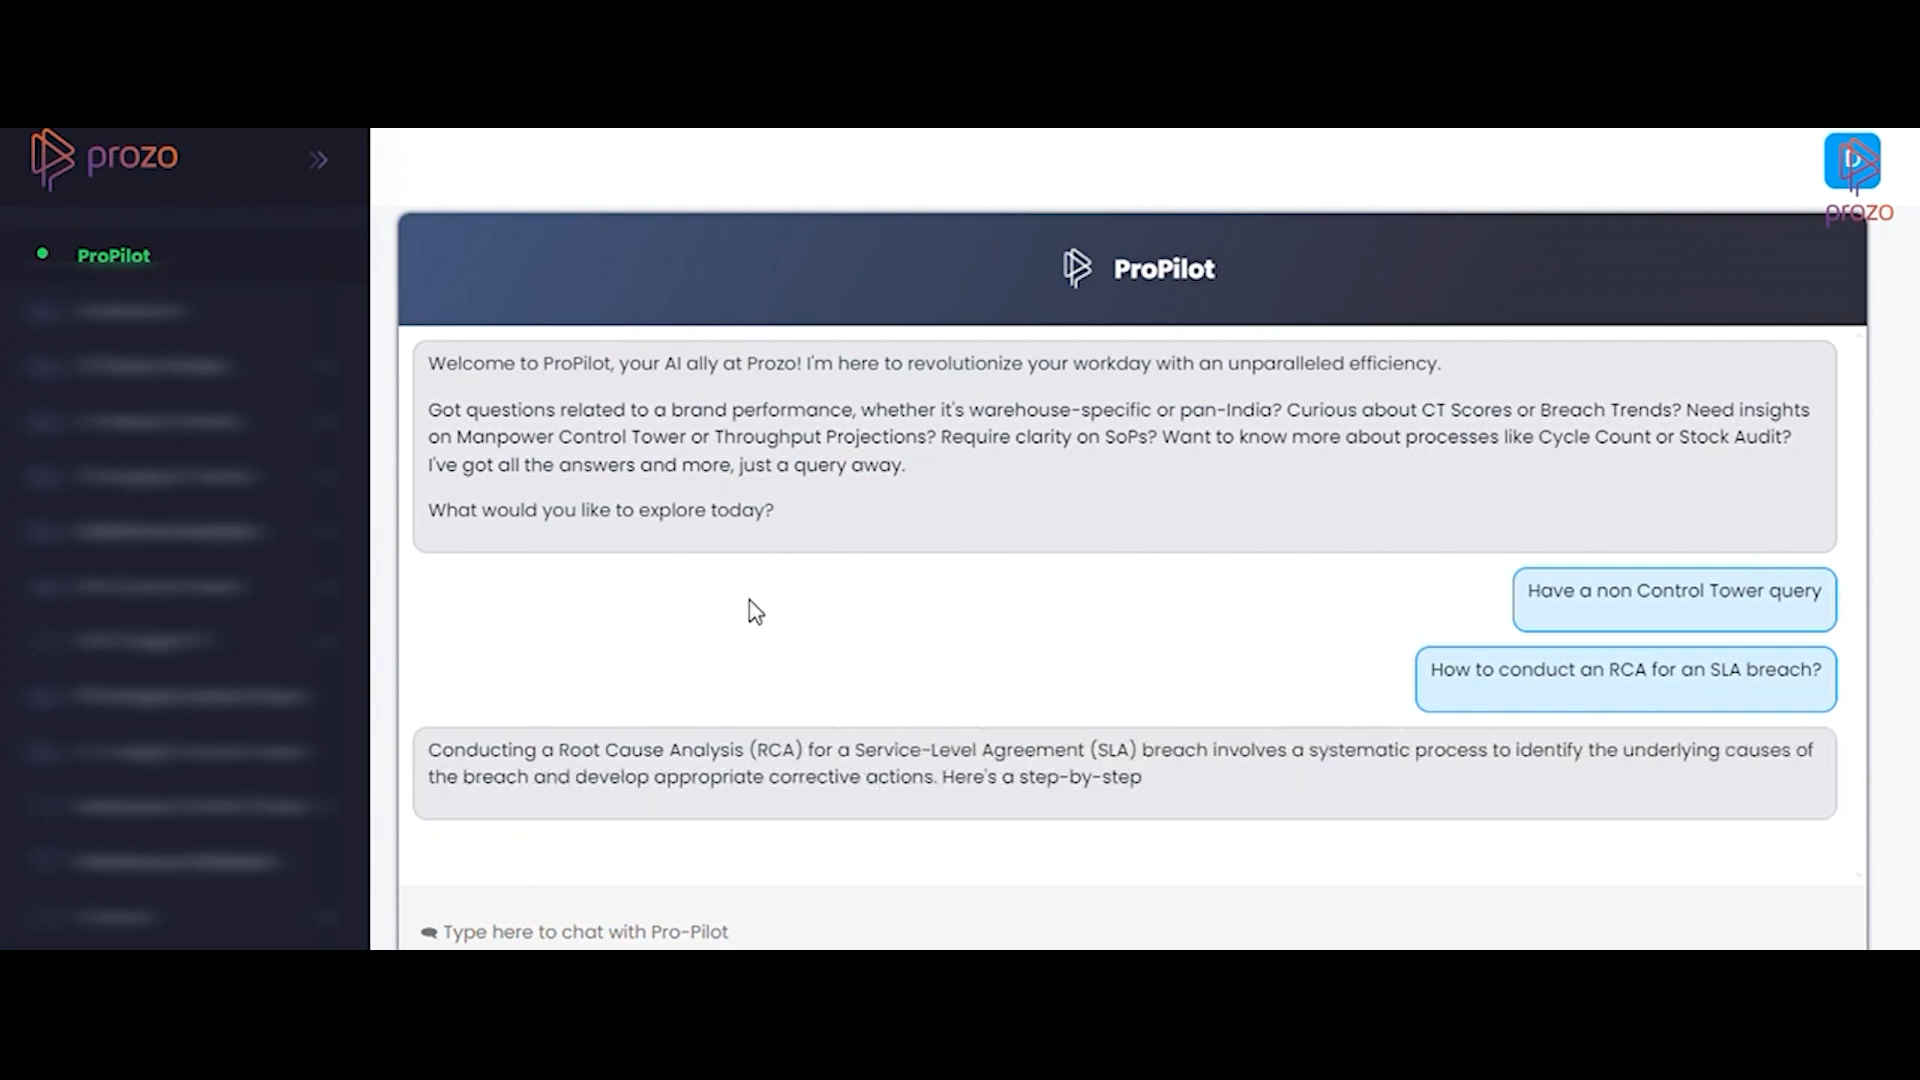 prozo
D
prozo
ProPilot
ProPilot
Welcome to ProPilot, your AI ally at Prozo! I'm here to revolutionize your workday with an unparalleled efficiency.
Got questions related to a brand performance, whether it's warehouse-specific or pan-India? Curious about CT Scores or Breach Trends? Need insights
on Manpower Control Tower or Throughput Projections? Require clarity on SoPs? Want to know more about processes like Cycle Count or Stock Audit?
I've got all the answers and more, just a query away.
What would you like to explore today?
Have a non Control Tower query
How to conduct an RCA for an SLA breach?
Conducting a Root Cause Analysis (RCA) for a Service-Level Agreement (SLA) breach involves a systematic process to identify the underlying causes of
the breach and develop appropriate corrective actions. Here's a step-by-step
Type here to chat with Pro-Pilot